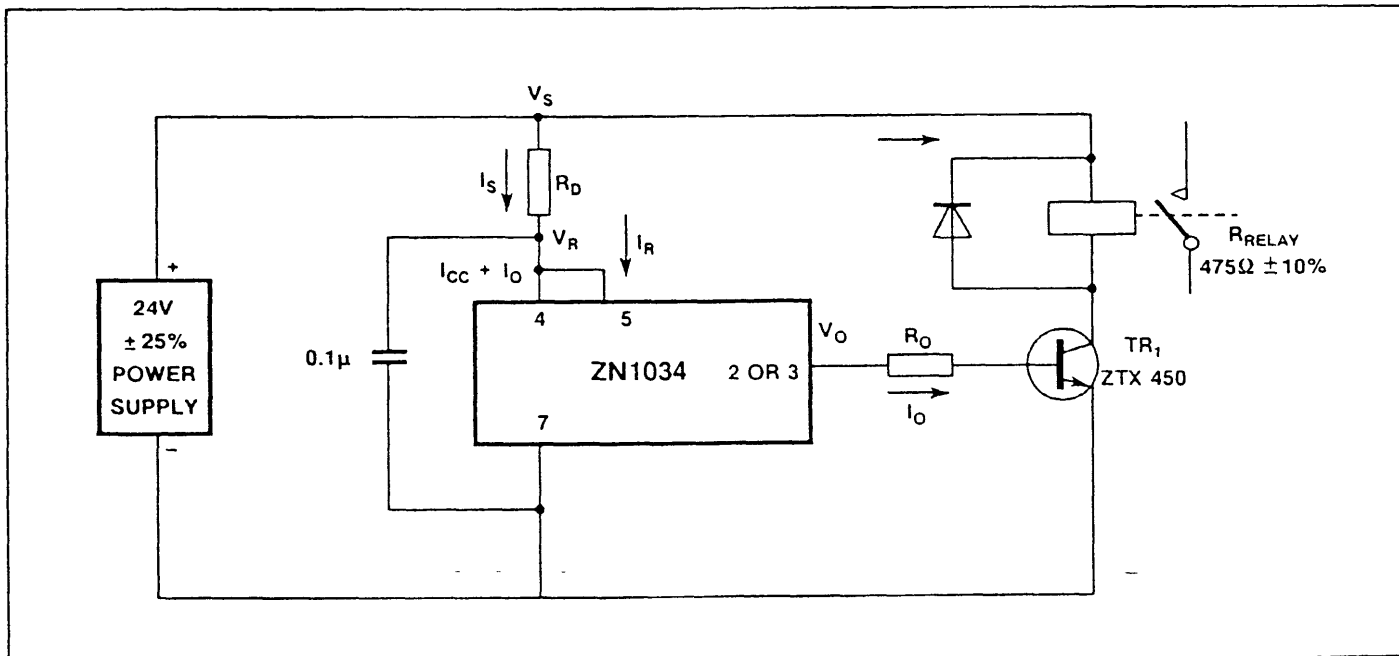 V_S
I_S
R_D
V_R
I_R
I_CC + I_O
+
24V
± 25%
POWER
SUPPLY
−
0.1μ
4
5
ZN1034
2 OR 3
7
V_O
R_O
I_O
TR₁
ZTX 450
R_RELAY
475Ω ± 10%